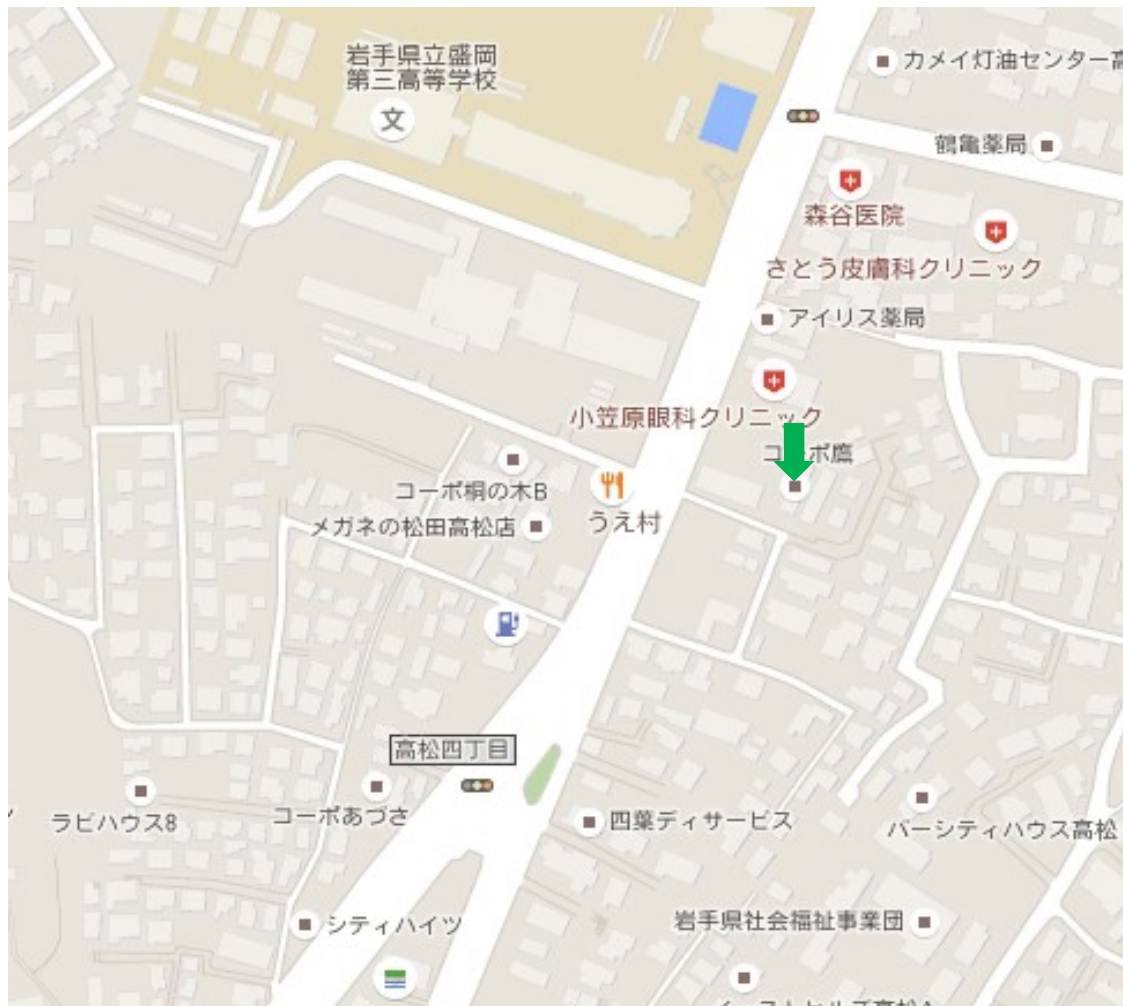 岩手県立盛岡
第三高等学校
文
カメイ灯油センター高
鶴亀薬局
森谷医院
さとう皮膚科クリニック
アイリス薬局
小笠原眼科クリニック
コーポ鷹
コーポ桐の木B
うえ村
メガネの松田高松店
高松四丁目
ラビハウス8
コーポあづさ
四葉ディサービス
バーシティハウス高松
シティハイツ
岩手県社会福祉事業団